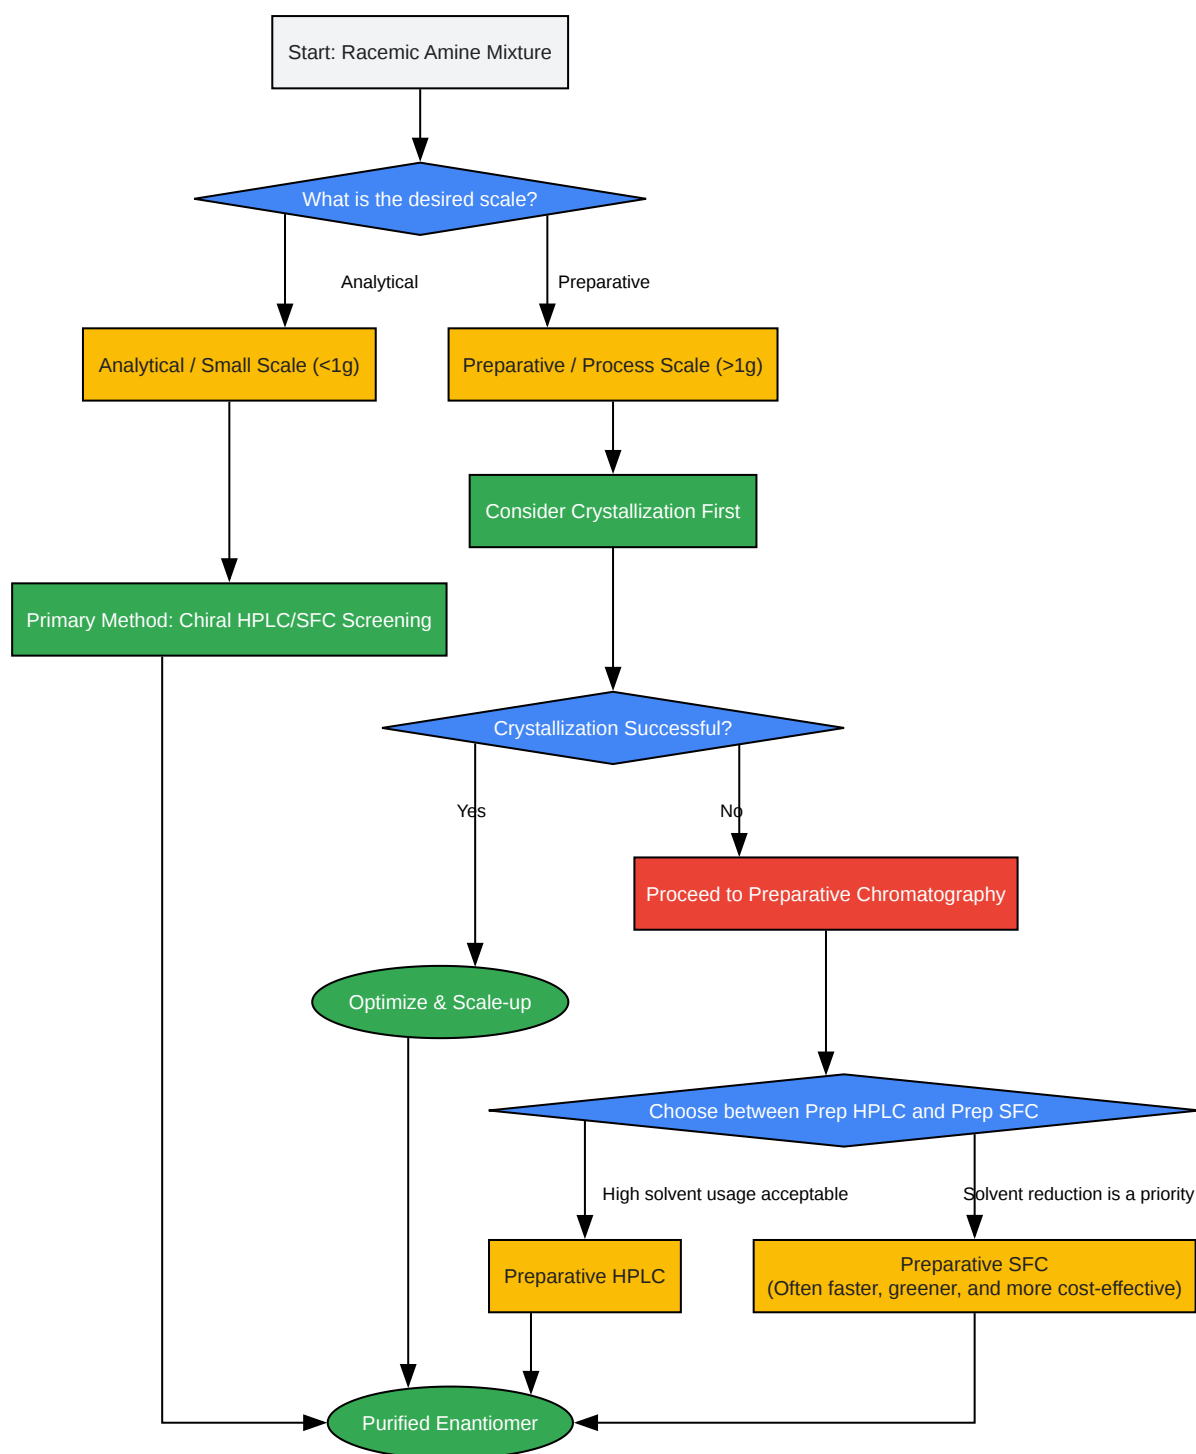 Start: Racemic Amine Mixture
What is the desired scale?
Analytical
Preparative
Analytical / Small Scale (<1g)
Preparative / Process Scale (>1g)
Consider Crystallization First
Primary Method: Chiral HPLC/SFC Screening
Crystallization Successful?
Yes
No
Proceed to Preparative Chromatography
Optimize & Scale-up
Choose between Prep HPLC and Prep SFC
High solvent usage acceptable
Solvent reduction is a priority
Preparative HPLC
Preparative SFC
(Often faster, greener, and more cost-effective)
Purified Enantiomer